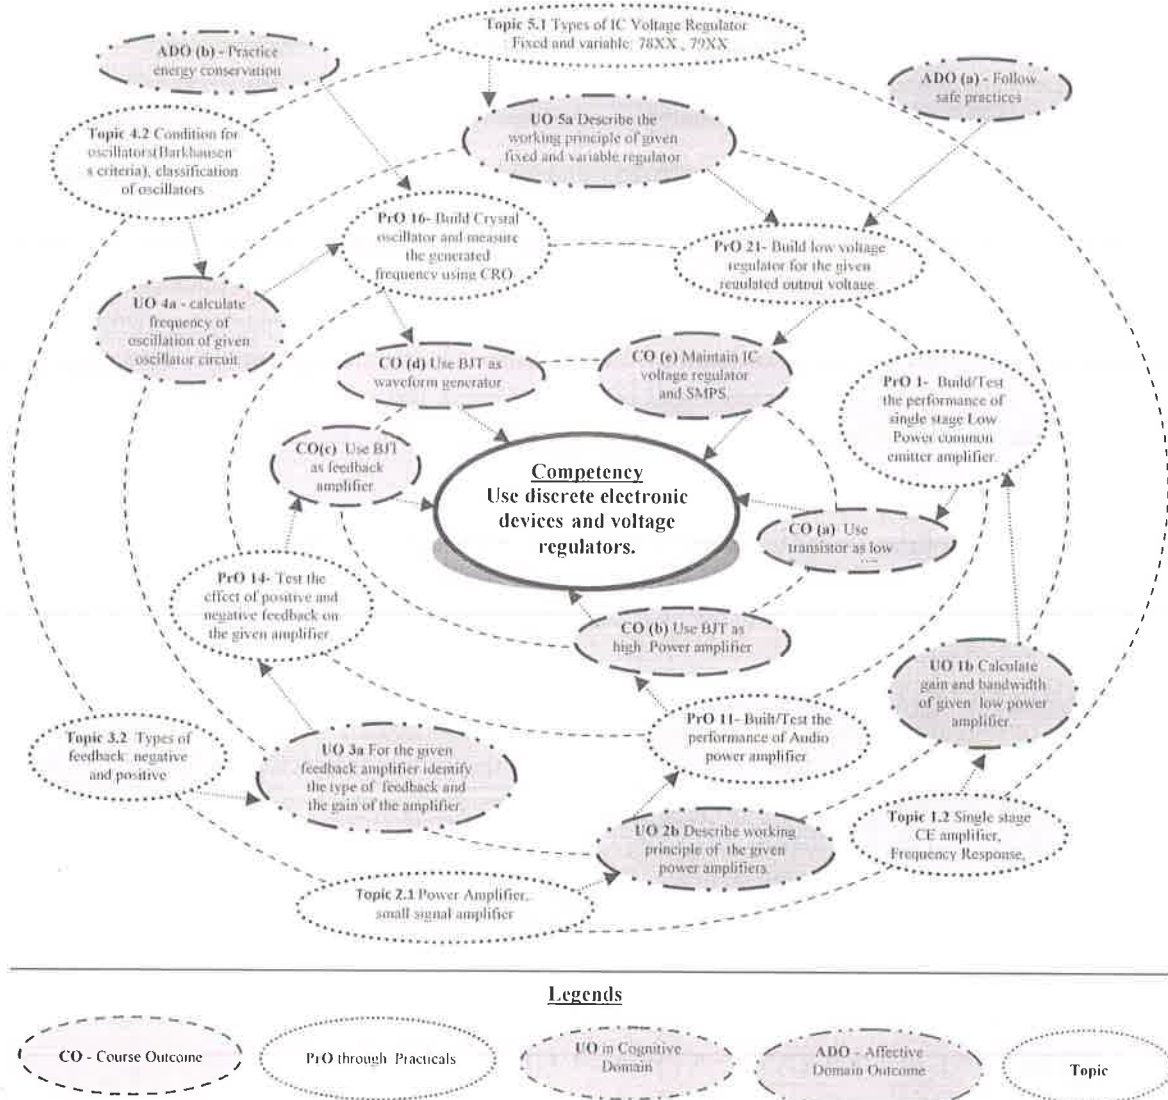 Topic 5.1 Types of IC Voltage Regulator
Fixed and variable: 78XX , 79XX
ADO (b) - Practice
energy conservation
ADO (a) - Follow
safe practices
UO 5a Describe the
working principle of given
fixed and variable regulator
Topic 4.2 Condition for
oscillators(Barkhausen
s criteria), classification
of oscillators
PrO 16- Build Crystal
oscillator and measure
the generated
frequency using CRO.
PrO 21- Build low voltage
regulator for the given
regulated output voltage
UO 4a - calculate
frequency of
oscillation of given
oscillator circuit.
CO (d) Use BJT as
waveform generator
CO (e) Maintain IC
voltage regulator
and SMPS.
PrO 1- Build/Test
the performance of
single stage Low
Power common
emitter amplifier.
CO(c) Use BJT
as feedback
amplifier
Competency
Use discrete electronic
devices and voltage
regulators.
CO (a) Use
transistor as low
PrO 14- Test the
effect of positive and
negative feedback on
the given amplifier
CO (b) Use BJT as
high Power amplifier
UO 1b Calculate
gain and bandwidth
of given low power
amplifier.
PrO 11- Built/Test the
performance of Audio
power amplifier.
Topic 3.2 Types of
feedback: negative
and positive
UO 3a For the given
feedback amplifier identify
the type of feedback and
the gain of the amplifier.
UO 2b Describe working
principle of the given
power amplifiers.
Topic 1.2 Single stage
CE amplifier,
Frequency Response,
Topic 2.1 Power Amplifier,
small signal amplifier
Legends
CO - Course Outcome
PrO through Practicals
UO in Cognitive
Domain
ADO - Affective
Domain Outcome
Topic